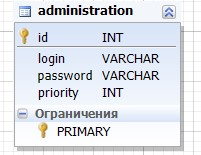 administration
id INT
login VARCHAR
password VARCHAR
priority INT
Ограничения
PRIMARY